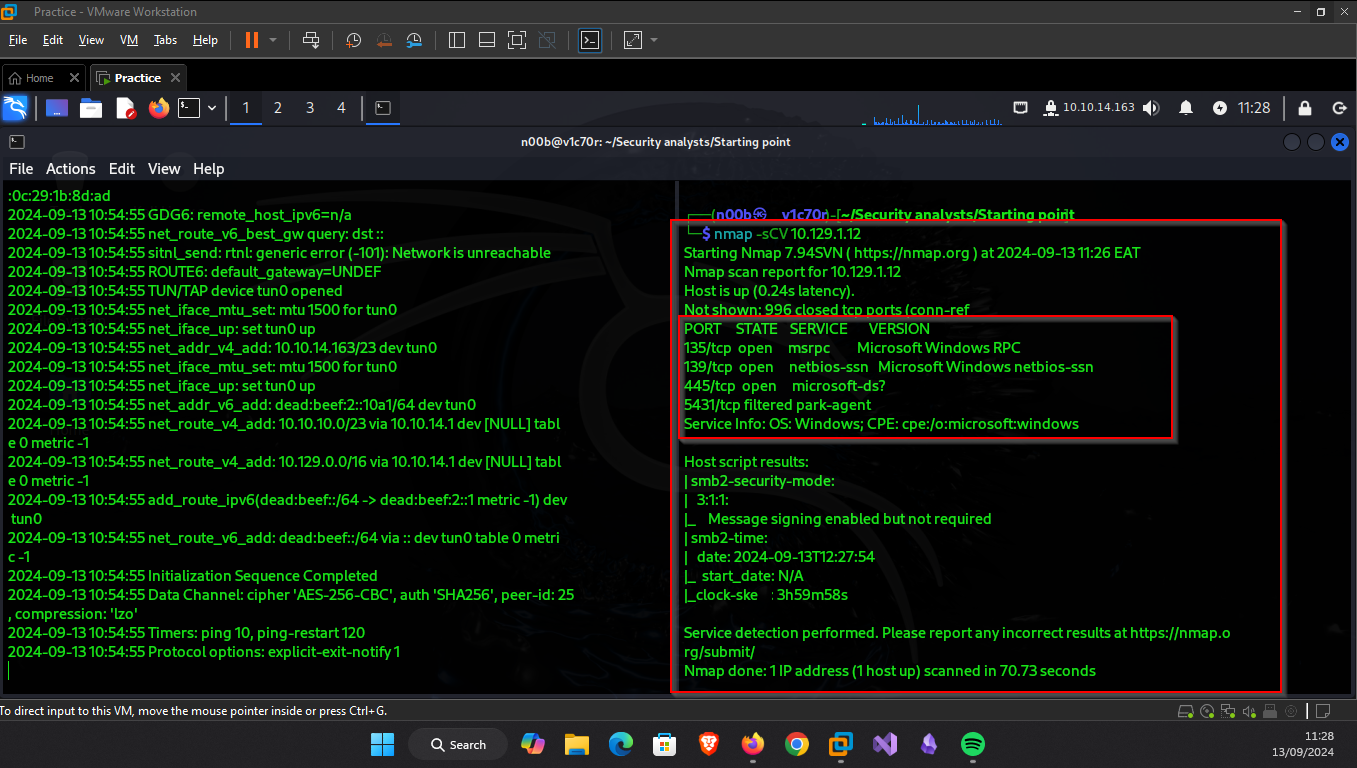 Practice - VMware Workstation
File Edit View VM Tabs Help
Home Practice
1 2 3 4 10.10.14.163 11:28
n00b@v1c70r: ~/Security analysts/Starting point
File Actions Edit View Help
:0c:29:1b:8d:ad
2024-09-13 10:54:55 GDG6: remote_host_ipv6=n/a
2024-09-13 10:54:55 net_route_v6_best_gw query: dst ::
2024-09-13 10:54:55 sitnl_send: rtnl: generic error (-101): Network is unreachable
2024-09-13 10:54:55 ROUTE6: default_gateway=UNDEF
2024-09-13 10:54:55 TUN/TAP device tun0 opened
2024-09-13 10:54:55 net_iface_mtu_set: mtu 1500 for tun0
2024-09-13 10:54:55 net_iface_up: set tun0 up
2024-09-13 10:54:55 net_addr_v4_add: 10.10.14.163/23 dev tun0
2024-09-13 10:54:55 net_iface_mtu_set: mtu 1500 for tun0
2024-09-13 10:54:55 net_iface_up: set tun0 up
2024-09-13 10:54:55 net_addr_v6_add: dead:beef:2::10a1/64 dev tun0
2024-09-13 10:54:55 net_route_v4_add: 10.10.10.0/23 via 10.10.14.1 dev [NULL] tabl
e 0 metric -1
2024-09-13 10:54:55 net_route_v4_add: 10.129.0.0/16 via 10.10.14.1 dev [NULL] tabl
e 0 metric -1
2024-09-13 10:54:55 add_route_ipv6(dead:beef::/64 -> dead:beef:2::1 metric -1) dev
tun0
2024-09-13 10:54:55 net_route_v6_add: dead:beef::/64 via :: dev tun0 table 0 metri
c -1
2024-09-13 10:54:55 Initialization Sequence Completed
2024-09-13 10:54:55 Data Channel: cipher 'AES-256-CBC', auth 'SHA256', peer-id: 25
, compression: 'lzo'
2024-09-13 10:54:55 Timers: ping 10, ping-restart 120
2024-09-13 10:54:55 Protocol options: explicit-exit-notify 1
┌──(n00b㉿v1c70r)-[~/Security analysts/Starting point]
└─$ nmap -sCV 10.129.1.12
Starting Nmap 7.94SVN ( https://nmap.org ) at 2024-09-13 11:26 EAT
Nmap scan report for 10.129.1.12
Host is up (0.24s latency).
Not shown: 996 closed tcp ports (conn-ref
PORT STATE SERVICE VERSION
135/tcp open msrpc Microsoft Windows RPC
139/tcp open netbios-ssn Microsoft Windows netbios-ssn
445/tcp open microsoft-ds?
5431/tcp filtered park-agent
Service Info: OS: Windows; CPE: cpe:/o:microsoft:windows
Host script results:
| smb2-security-mode:
| 3:1:1:
|_ Message signing enabled but not required
| smb2-time:
| date: 2024-09-13T12:27:54
|_ start_date: N/A
|_clock-ske : 3h59m58s
Service detection performed. Please report any incorrect results at https://nmap.o
rg/submit/
Nmap done: 1 IP address (1 host up) scanned in 70.73 seconds
To direct input to this VM, move the mouse pointer inside or press Ctrl+G.
Search
11:28
13/09/2024